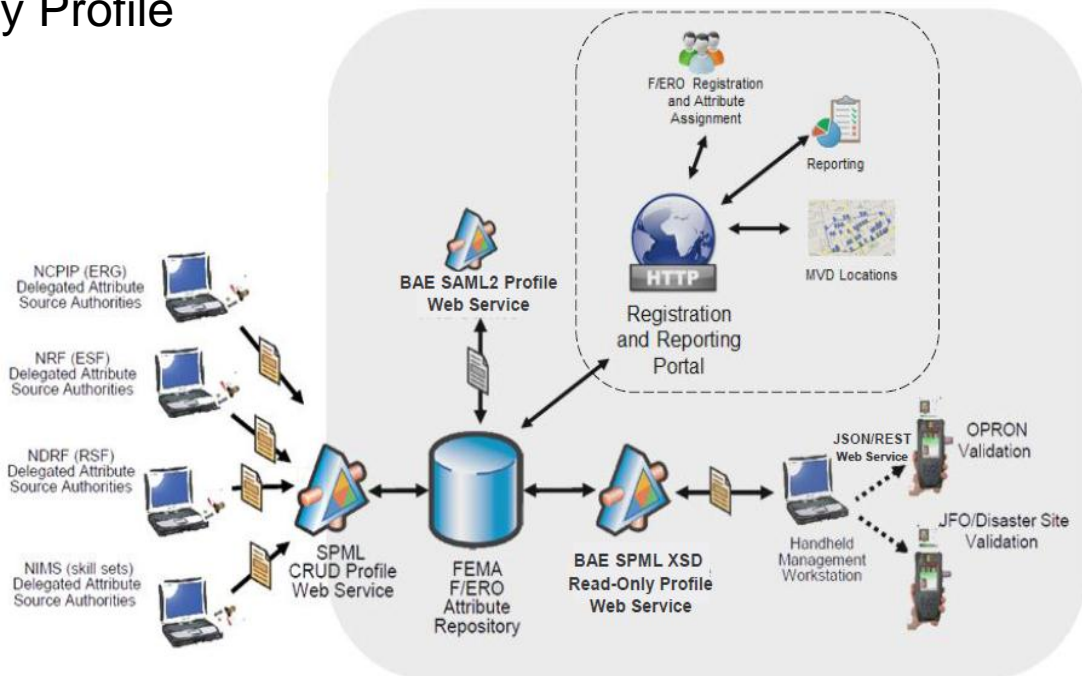 y Profile
F/ERO Registration
and Attribute
Assignment
Reporting
HTTP
MVD Locations
Registration
and Reporting
Portal
BAE SAML2 Profile
Web Service
NCPIP (ERG)
Delegated Attribute
Source Authorities
NRF (ESF)
Delegated Attribute
Source Authorities
NDRF (RSF)
Delegated Attribute
Source Authorities
NIMS (skill sets)
Delegated Attribute
Source Authorities
SPML
CRUD Profile
Web Service
FEMA
F/ERO
Attribute
Repository
BAE SPML XSD
Read-Only Profile
Web Service
Handheld
Management
Workstation
JSON/REST
Web Service
OPRON
Validation
JFO/Disaster Site
Validation